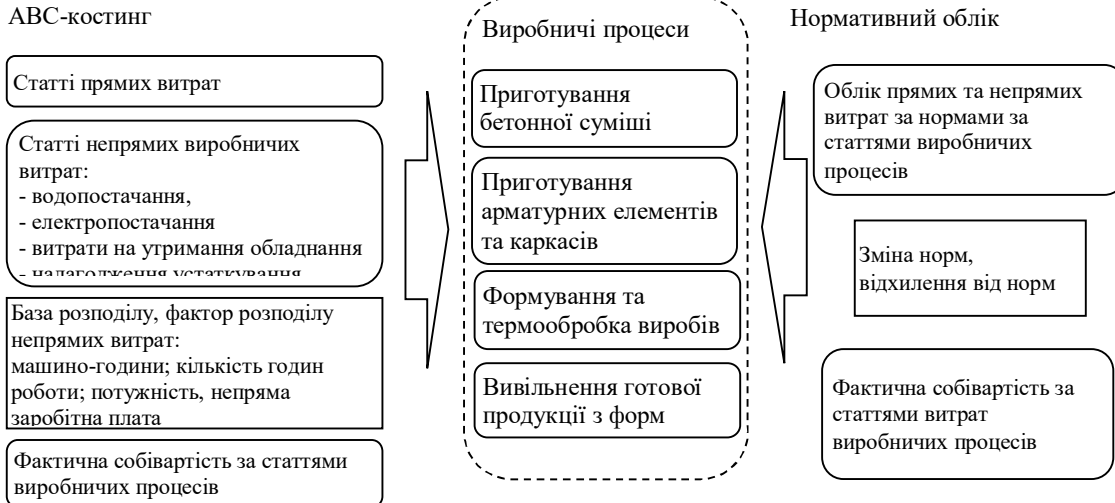 АВС-костинг
Статті прямих витрат
Статті непрямих виробничих
витрат:
- водопостачання,
- електропостачання
- витрати на утримання обладнання
- налагодження устаткування
База розподілу, фактор розподілу
непрямих витрат:
машино-години; кількість годин
роботи; потужність, непряма
заробітна плата
Фактична собівартість за статтями
виробничих процесів
Виробничі процеси
Приготування
бетонної суміші
Приготування
арматурних елементів
та каркасів
Формування та
термообробка виробів
Вивільнення готової
продукції з форм
Нормативний облік
Облік прямих та непрямих
витрат за нормами за
статтями виробничих
процесів
Зміна норм,
відхилення від норм
Фактична собівартість за
статтями витрат
виробничих процесів